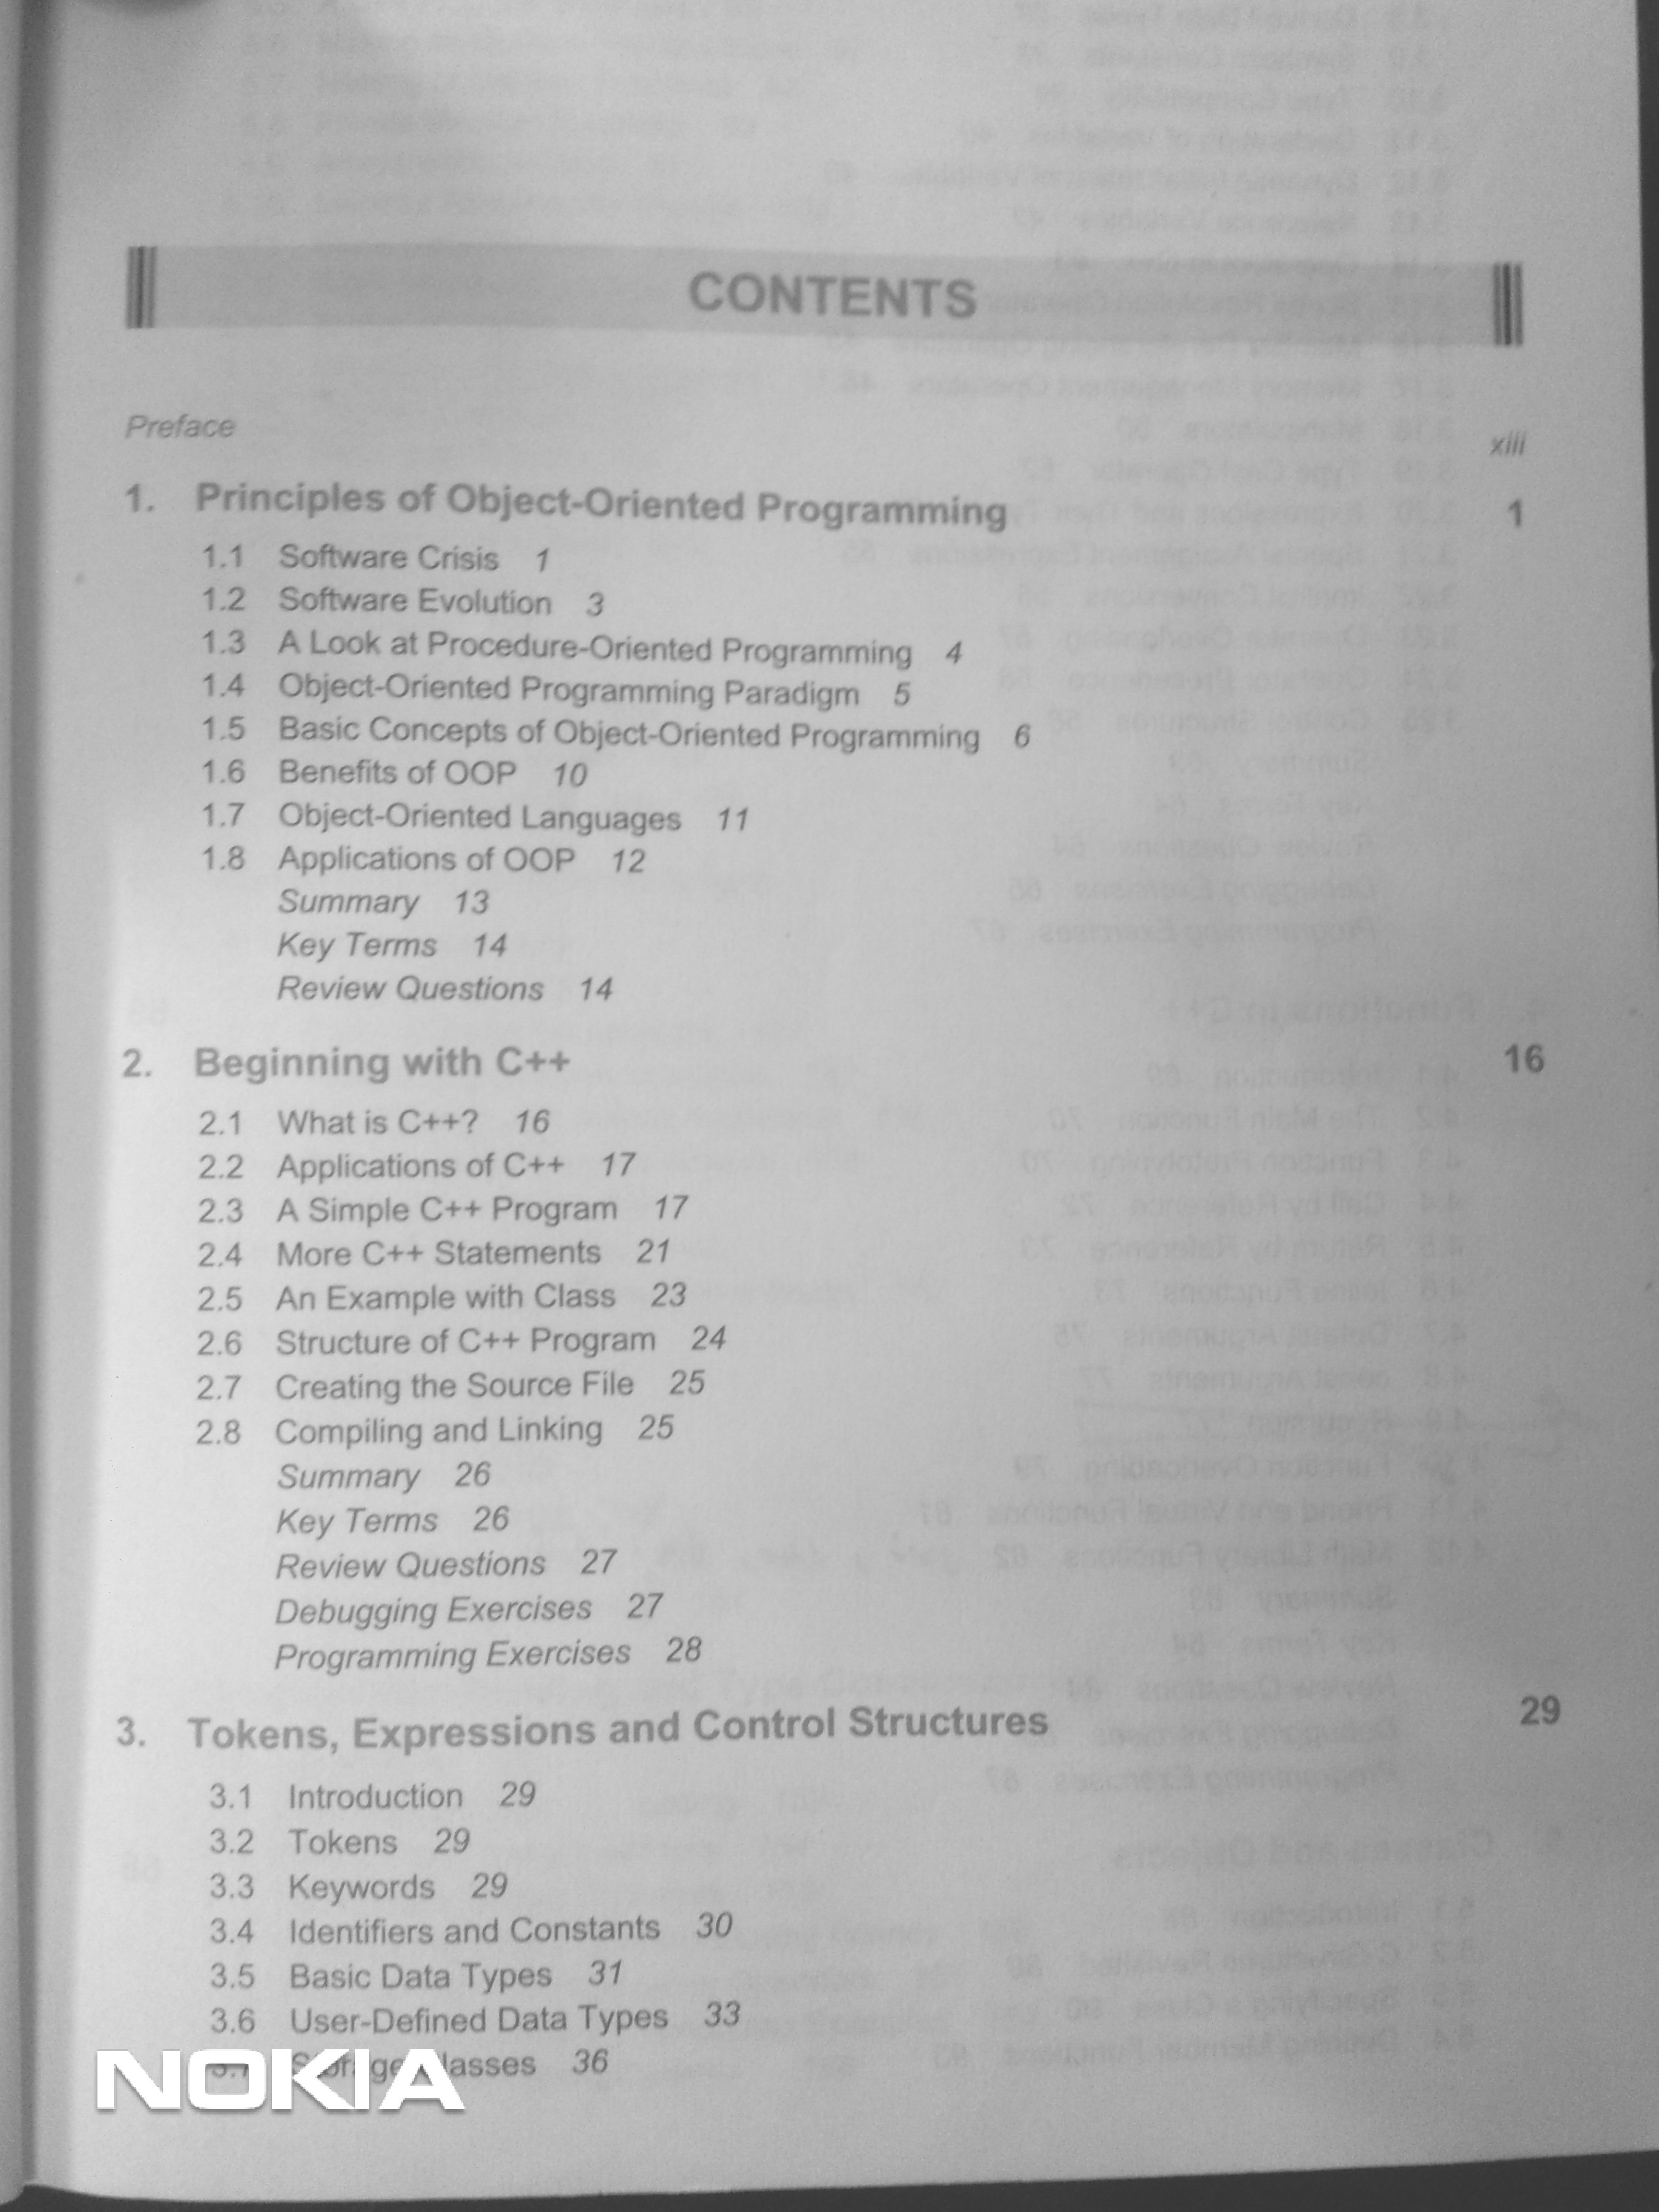 CONTENTS
Preface xiii
1. Principles of Object-Oriented Programming 1
1.1 Software Crisis 1
1.2 Software Evolution 3
1.3 A Look at Procedure-Oriented Programming 4
1.4 Object-Oriented Programming Paradigm 5
1.5 Basic Concepts of Object-Oriented Programming 6
1.6 Benefits of OOP 10
1.7 Object-Oriented Languages 11
1.8 Applications of OOP 12
Summary 13
Key Terms 14
Review Questions 14
2. Beginning with C++ 16
2.1 What is C++? 16
2.2 Applications of C++ 17
2.3 A Simple C++ Program 17
2.4 More C++ Statements 21
2.5 An Example with Class 23
2.6 Structure of C++ Program 24
2.7 Creating the Source File 25
2.8 Compiling and Linking 25
Summary 26
Key Terms 26
Review Questions 27
Debugging Exercises 27
Programming Exercises 28
3. Tokens, Expressions and Control Structures 29
3.1 Introduction 29
3.2 Tokens 29
3.3 Keywords 29
3.4 Identifiers and Constants 30
3.5 Basic Data Types 31
3.6 User-Defined Data Types 33
3.7 Storage Classes 36
NOKIA